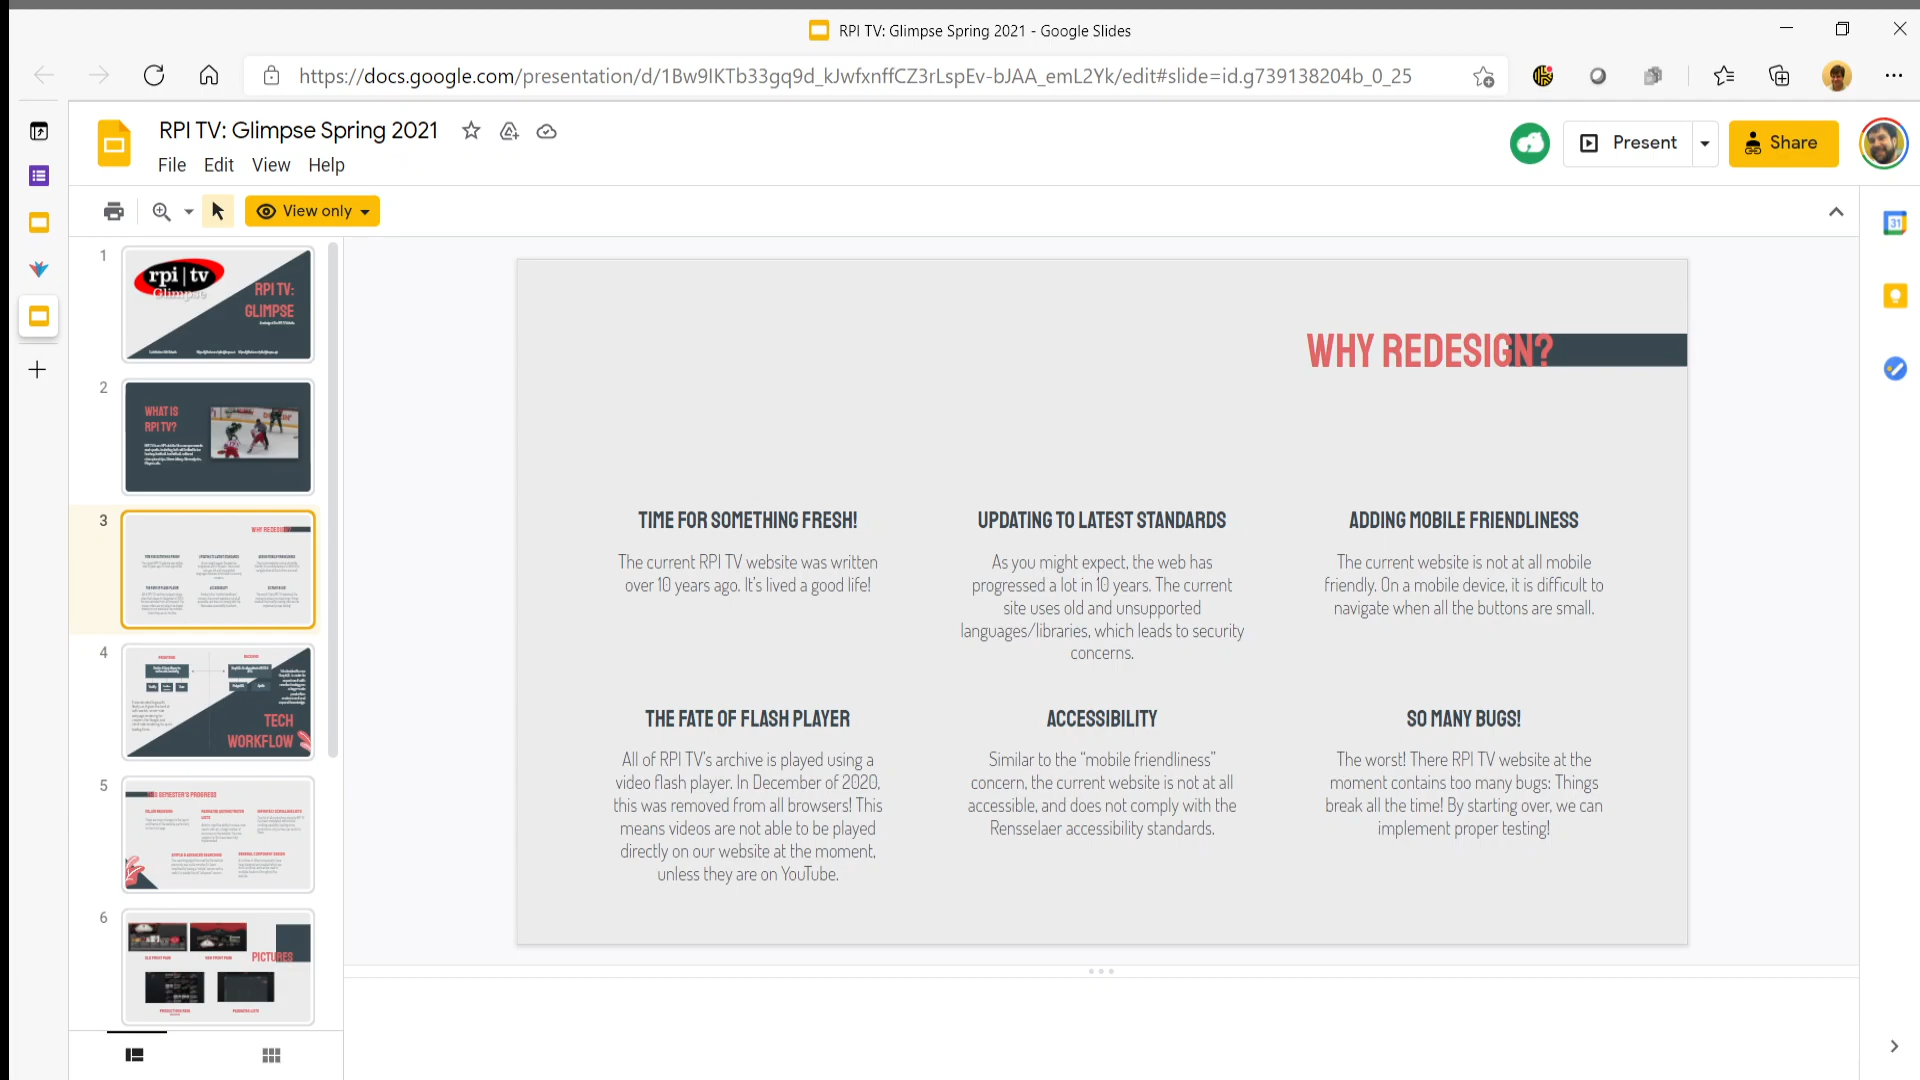 RPI TV: Glimpse Spring 2021 - Google Slides
https://docs.google.com/presentation/d/1Bw9IKTb33gq9d_kJwfxnffCZ3rLspEv-bJAA_emL2Yk/edit#slide=id.g739138204b_0_25
RPI TV: Glimpse Spring 2021
File Edit View Help
Present
Share
View only
31
1
rpi|tv
Glimpse
RPI TV:
GLIMPSE
2
WHAT IS
RPI TV?
3
WHY REDESIGN?
4
TECH
WORKFLOW
5
SEMESTER'S PROGRESS
6
PICTURES
WHY REDESIGN?
TIME FOR SOMETHING FRESH!
The current RPI TV website was written
over 10 years ago. It's lived a good life!
UPDATING TO LATEST STANDARDS
As you might expect, the web has
progressed a lot in 10 years. The current
site uses old and unsupported
languages/libraries, which leads to security
concerns.
ADDING MOBILE FRIENDLINESS
The current website is not at all mobile
friendly. On a mobile device, it is difficult to
navigate when all the buttons are small.
THE FATE OF FLASH PLAYER
All of RPI TV's archive is played using a
video flash player. In December of 2020,
this was removed from all browsers! This
means videos are not able to be played
directly on our website at the moment,
unless they are on YouTube.
ACCESSIBILITY
Similar to the "mobile friendliness"
concern, the current website is not at all
accessible, and does not comply with the
Rensselaer accessibility standards.
SO MANY BUGS!
The worst! There RPI TV website at the
moment contains too many bugs: Things
break all the time! By starting over, we can
implement proper testing!